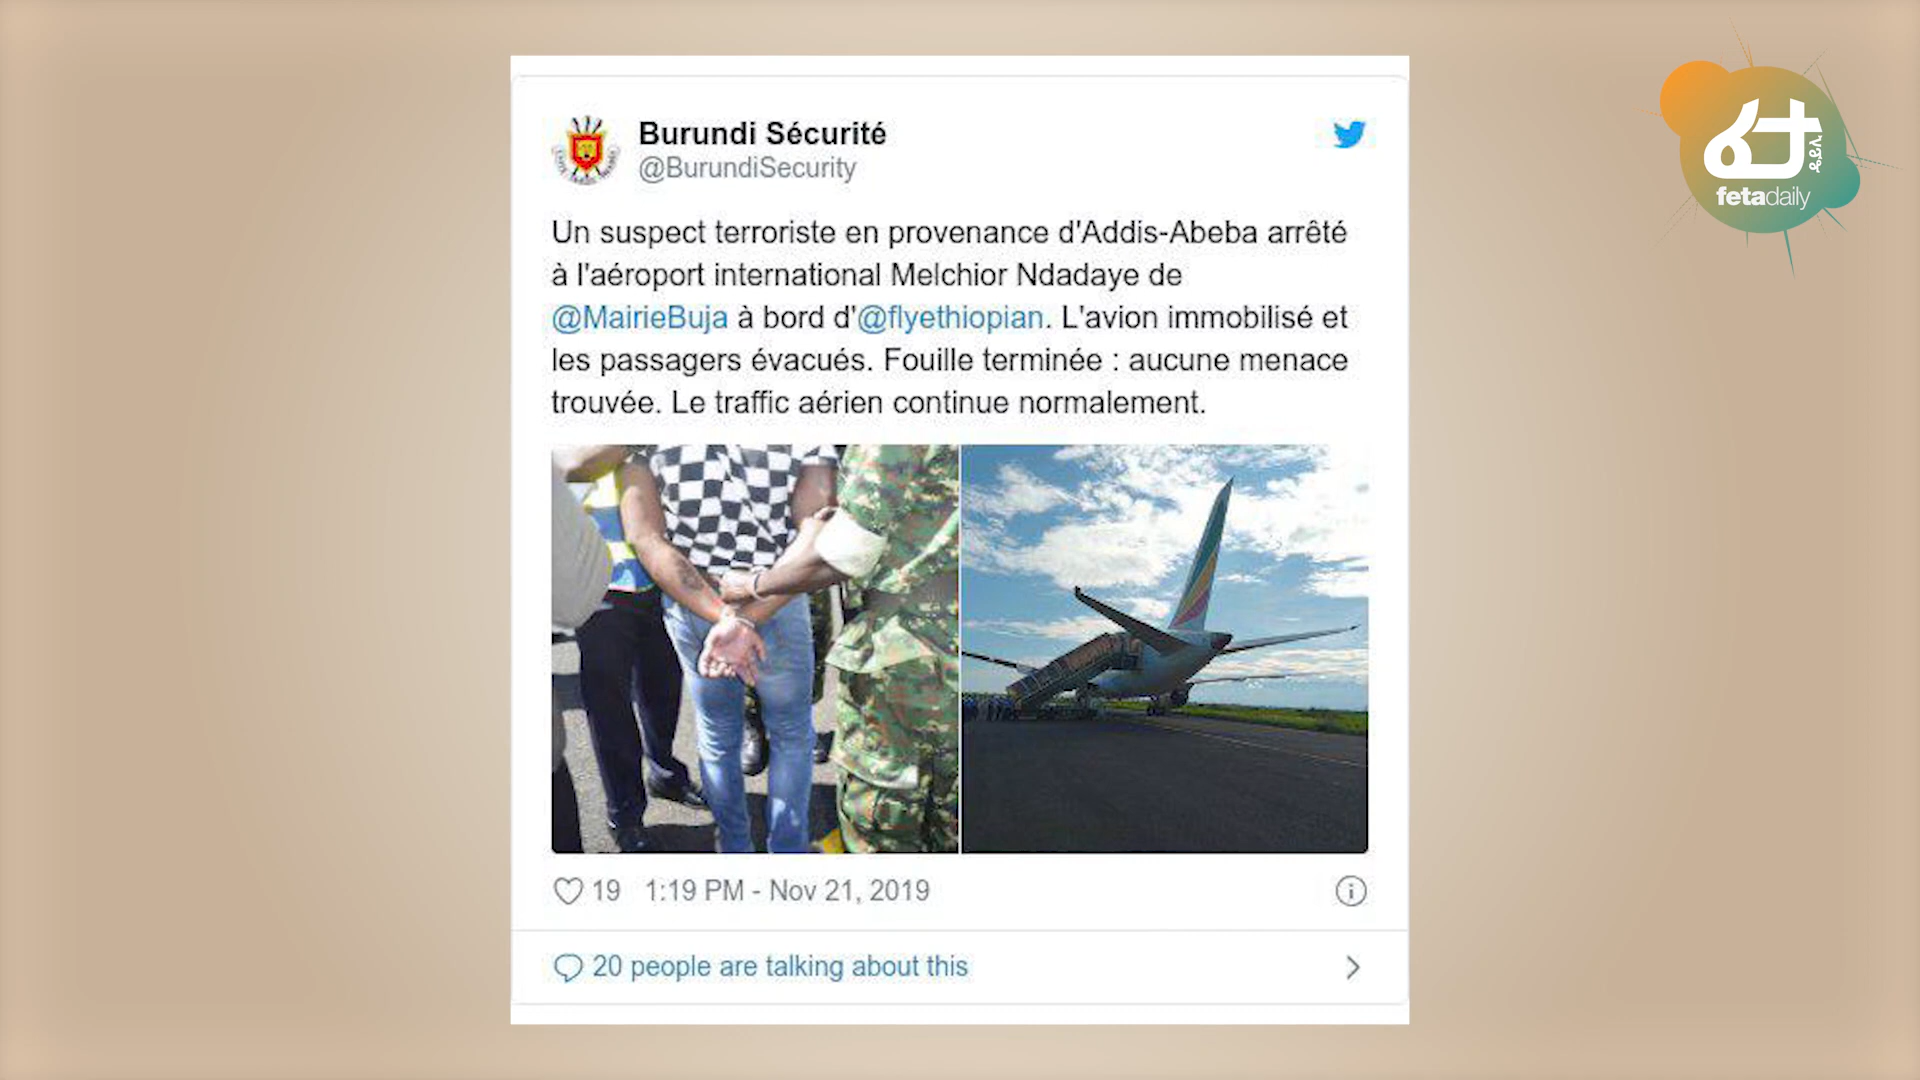 Burundi Sécurité
@BurundiSecurity
Un suspect terroriste en provenance d'Addis-Abeba arrêté
à l'aéroport international Melchior Ndadaye de
@MairieBuja à bord d'@flyethiopian. L'avion immobilisé et
les passagers évacués. Fouille terminée : aucune menace
trouvée. Le traffic aérien continue normalement.
19 1:19 PM - Nov 21, 2019
20 people are talking about this
ፈታ
fetadaily